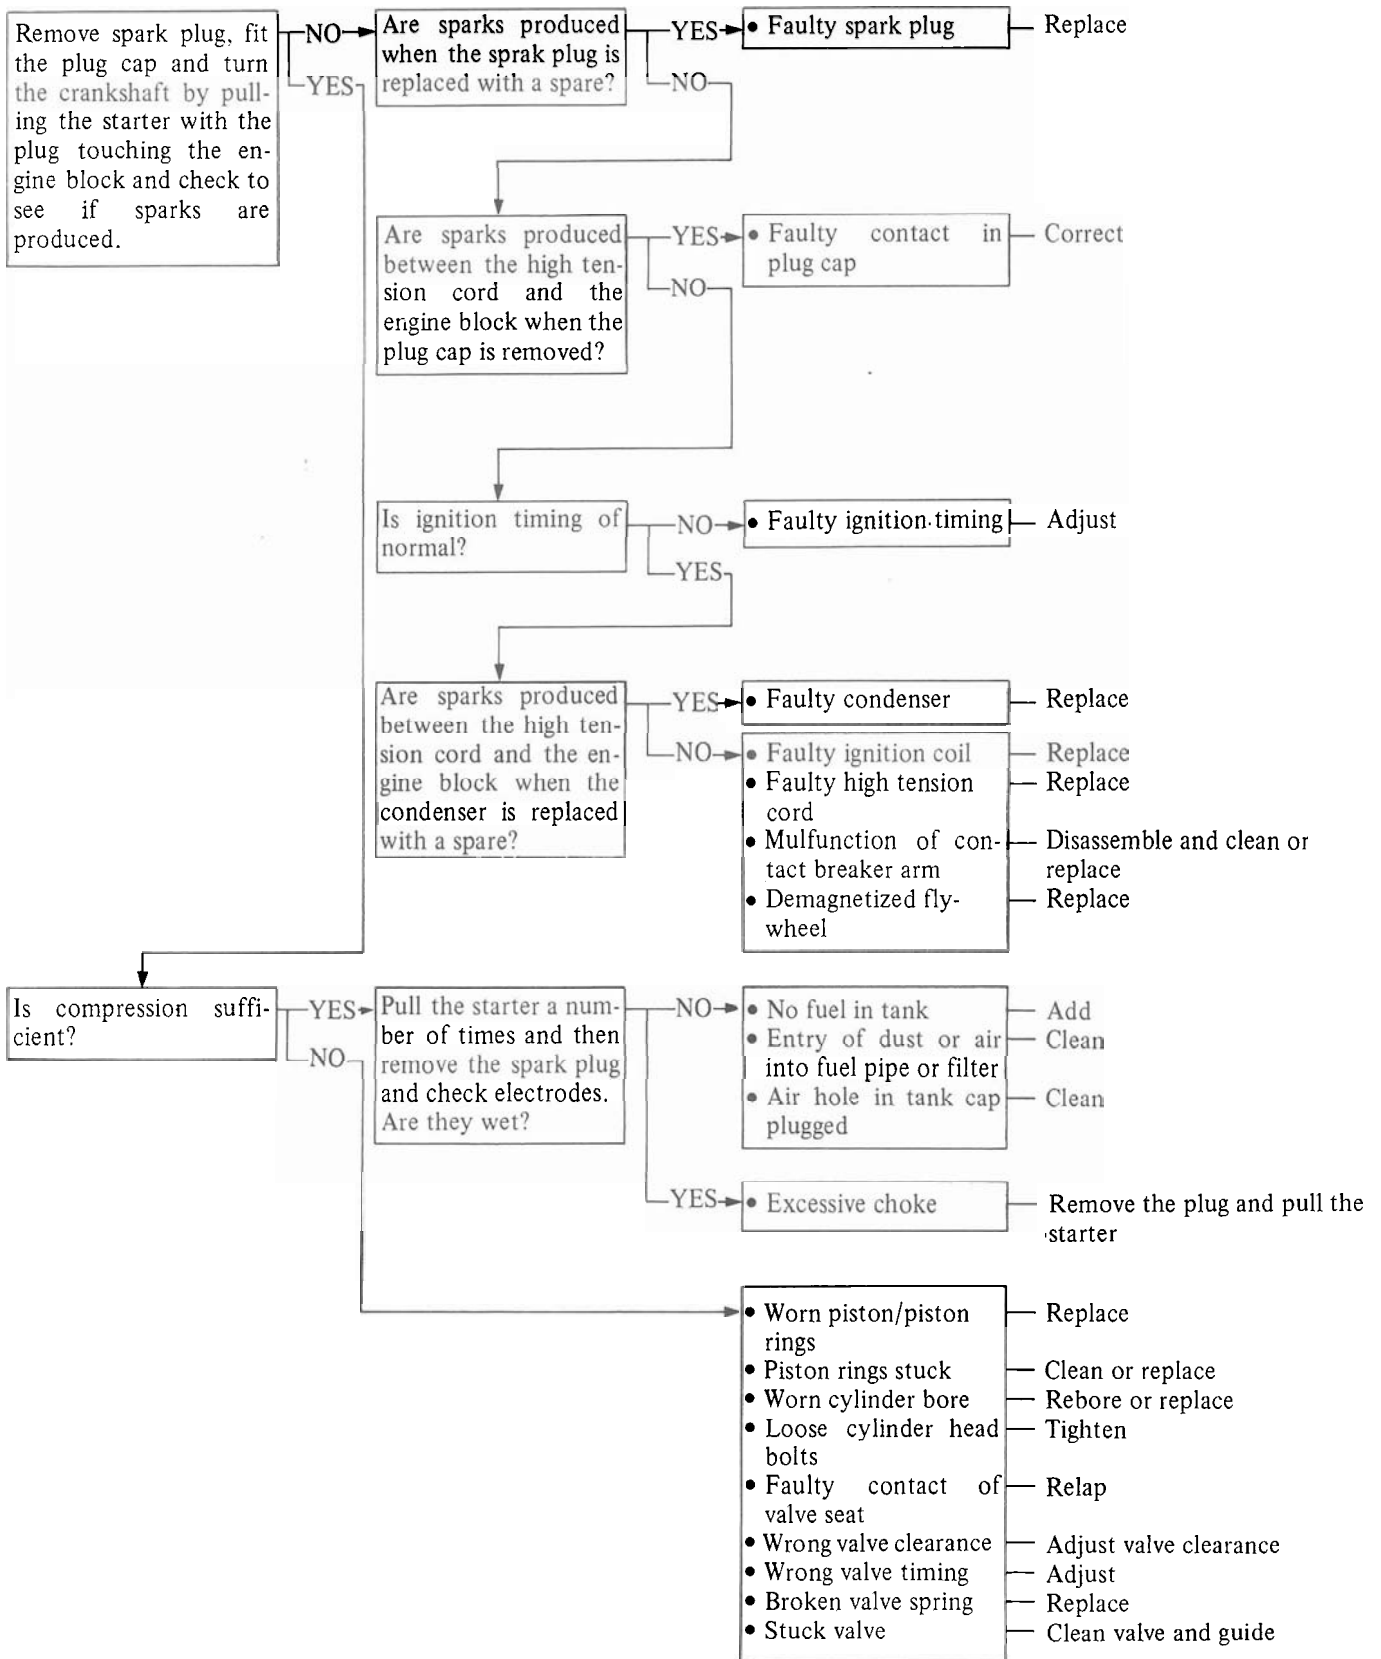 Remove spark plug, fit
the plug cap and turn
the crankshaft by pull-
ing the starter with the
plug touching the en-
gine block and check to
see if sparks are
produced.
NO
YES
Are sparks produced
when the sprak plug is
replaced with a spare?
YES
NO
• Faulty spark plug
Replace
Are sparks produced
between the high ten-
sion cord and the
engine block when the
plug cap is removed?
YES
NO
• Faulty contact in
plug cap
Correct
Is ignition timing of
normal?
NO
YES
• Faulty ignition timing
Adjust
Are sparks produced
between the high ten-
sion cord and the en-
gine block when the
condenser is replaced
with a spare?
YES
NO
• Faulty condenser
Replace
• Faulty ignition coil
Replace
• Faulty high tension
cord
Replace
• Mulfunction of con-
tact breaker arm
Disassemble and clean or
replace
• Demagnetized fly-
wheel
Replace
Is compression suffi-
cient?
YES
NO
Pull the starter a num-
ber of times and then
remove the spark plug
and check electrodes.
Are they wet?
NO
YES
• No fuel in tank
Add
• Entry of dust or air
into fuel pipe or filter
Clean
• Air hole in tank cap
plugged
Clean
• Excessive choke
Remove the plug and pull the
starter
• Worn piston/piston
rings
Replace
• Piston rings stuck
Clean or replace
• Worn cylinder bore
Rebore or replace
• Loose cylinder head
bolts
Tighten
• Faulty contact of
valve seat
Relap
• Wrong valve clearance
Adjust valve clearance
• Wrong valve timing
Adjust
• Broken valve spring
Replace
• Stuck valve
Clean valve and guide